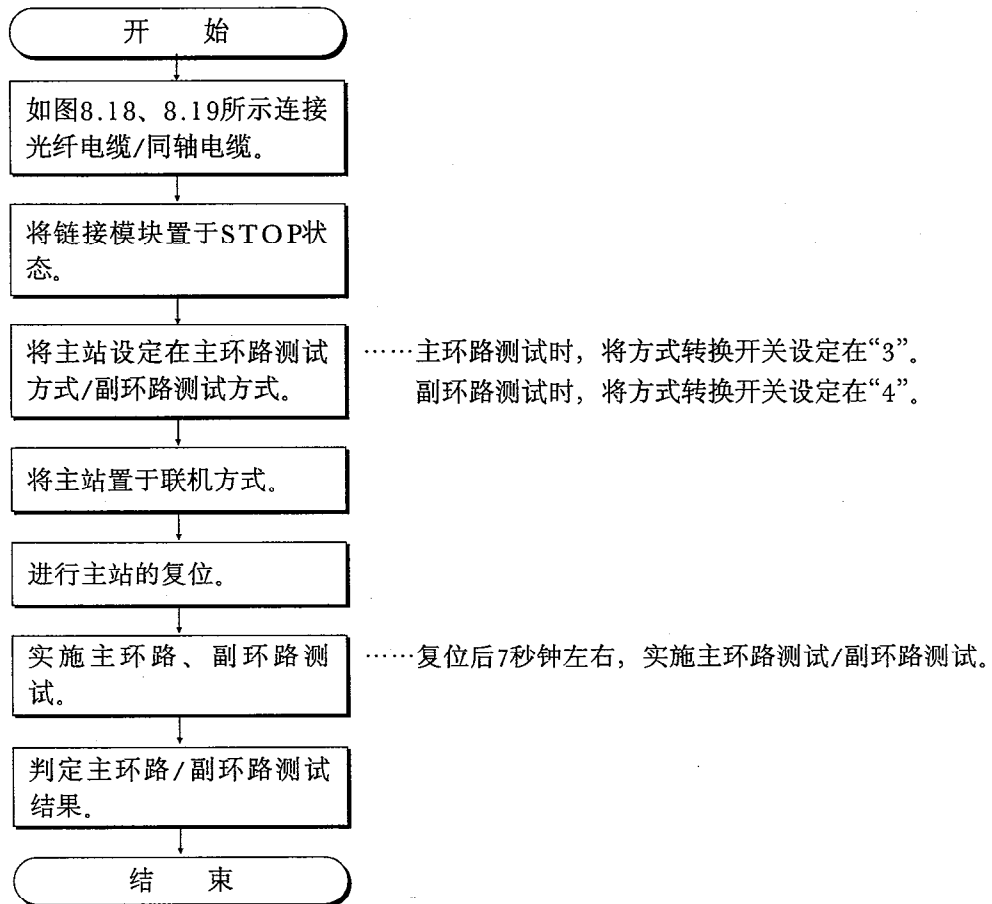 开 始
如图8.18、8.19所示连接
光纤电缆/同轴电缆。
将链接模块置于STOP状
态。
将主站设定在主环路测试
方式/副环路测试方式。
……主环路测试时，将方式转换开关设定在“3”。
副环路测试时，将方式转换开关设定在“4”。
将主站置于联机方式。
进行主站的复位。
实施主环路、副环路测
试。
……复位后7秒钟左右，实施主环路测试/副环路测试。
判定主环路/副环路测试
结果。
结 束